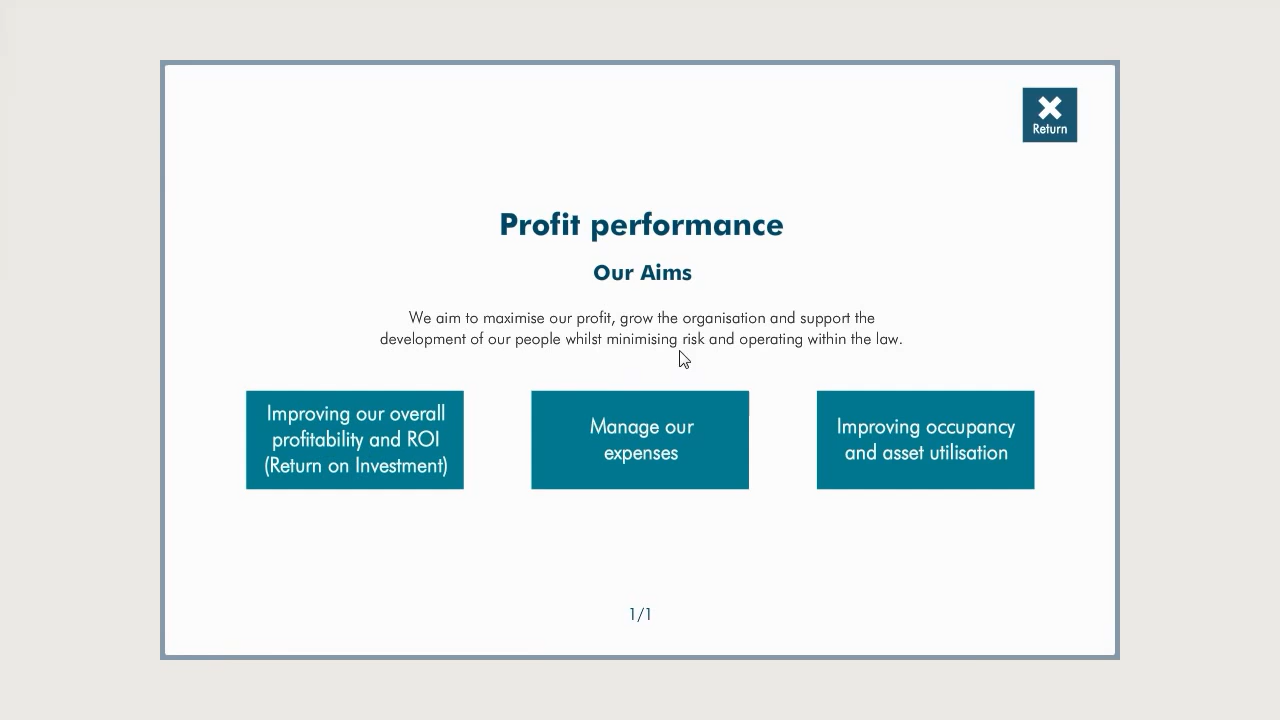 Return
Profit performance
Our Aims
We aim to maximise our profit, grow the organisation and support the
development of our people whilst minimising risk and operating within the law.
Improving our overall
profitability and ROI
(Return on Investment)
Manage our
expenses
Improving occupancy
and asset utilisation
1/1